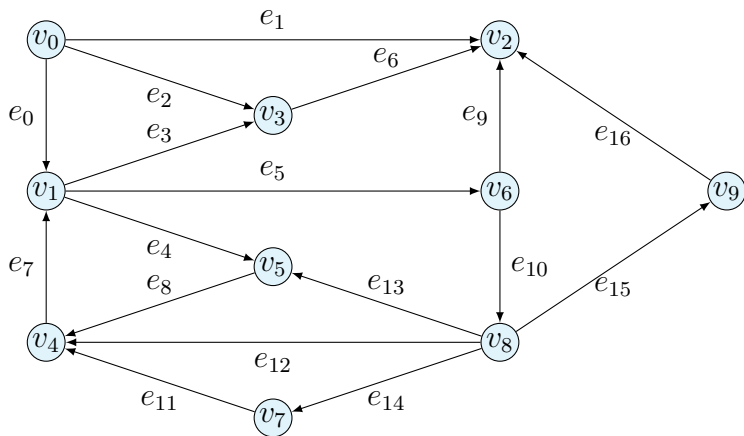 e₁
v₀
v₂
e₆
e₂
e₀
v₃
e₉
e₃
e₁₆
e₅
v₁
v₆
v₉
e₄
e₇
v₅
e₁₀
e₈
e₁₃
e₁₅
v₄
v₈
e₁₂
e₁₁
e₁₄
v₇